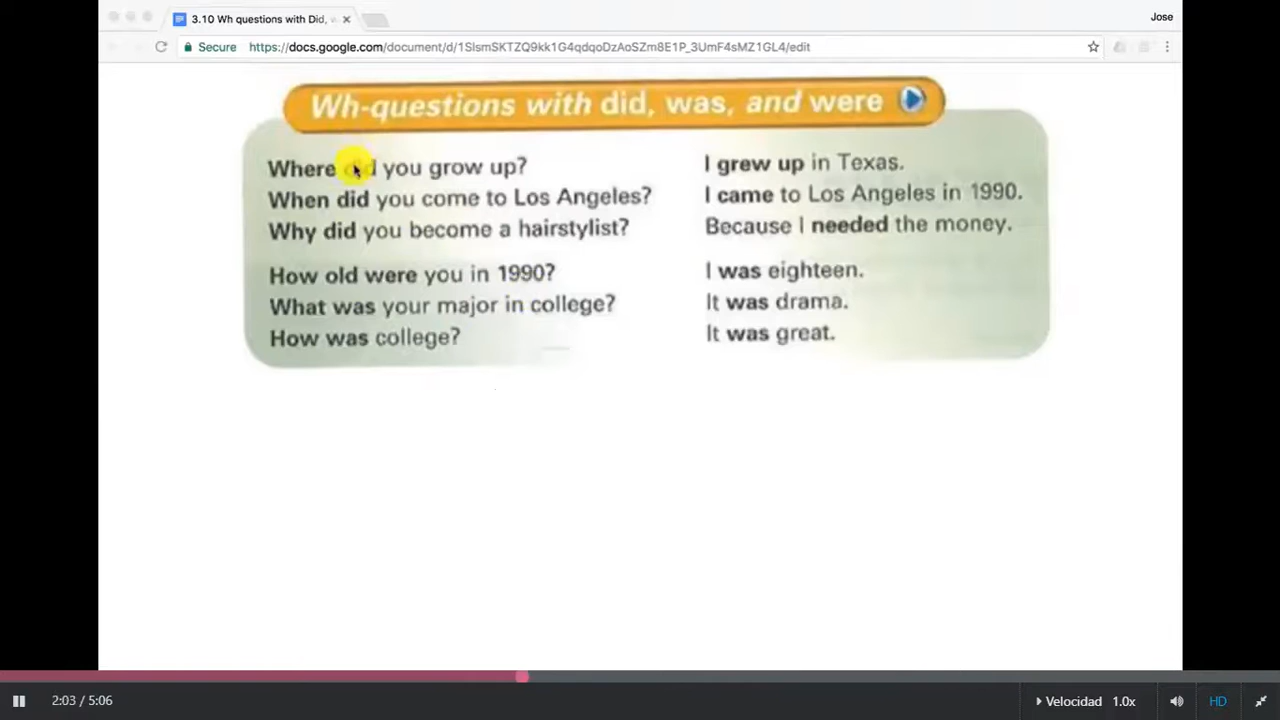 3.10 Wh questions with Did,
Jose
Secure https://docs.google.com/document/d/1SlsmSKTZQ9kk1G4qdqoDzAoSZm8E1P_3UmF4sMZ1GL4/edit
Wh-questions with did, was, and were
Where did you grow up? I grew up in Texas.
When did you come to Los Angeles? I came to Los Angeles in 1990.
Why did you become a hairstylist? Because I needed the money.
How old were you in 1990? I was eighteen.
What was your major in college? It was drama.
How was college? It was great.
2:03 / 5:06 Velocidad 1.0x HD